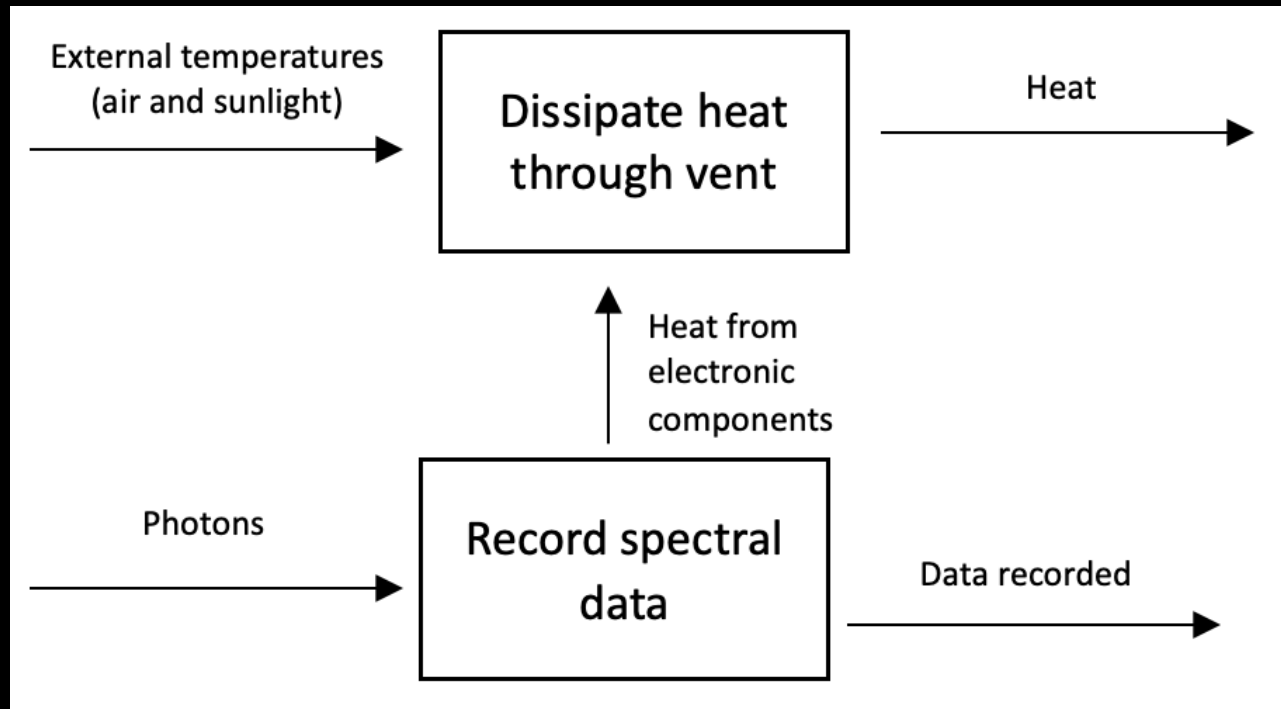 External temperatures
(air and sunlight)
Dissipate heat
through vent
Heat
Heat from
electronic
components
Photons
Record spectral
data
Data recorded